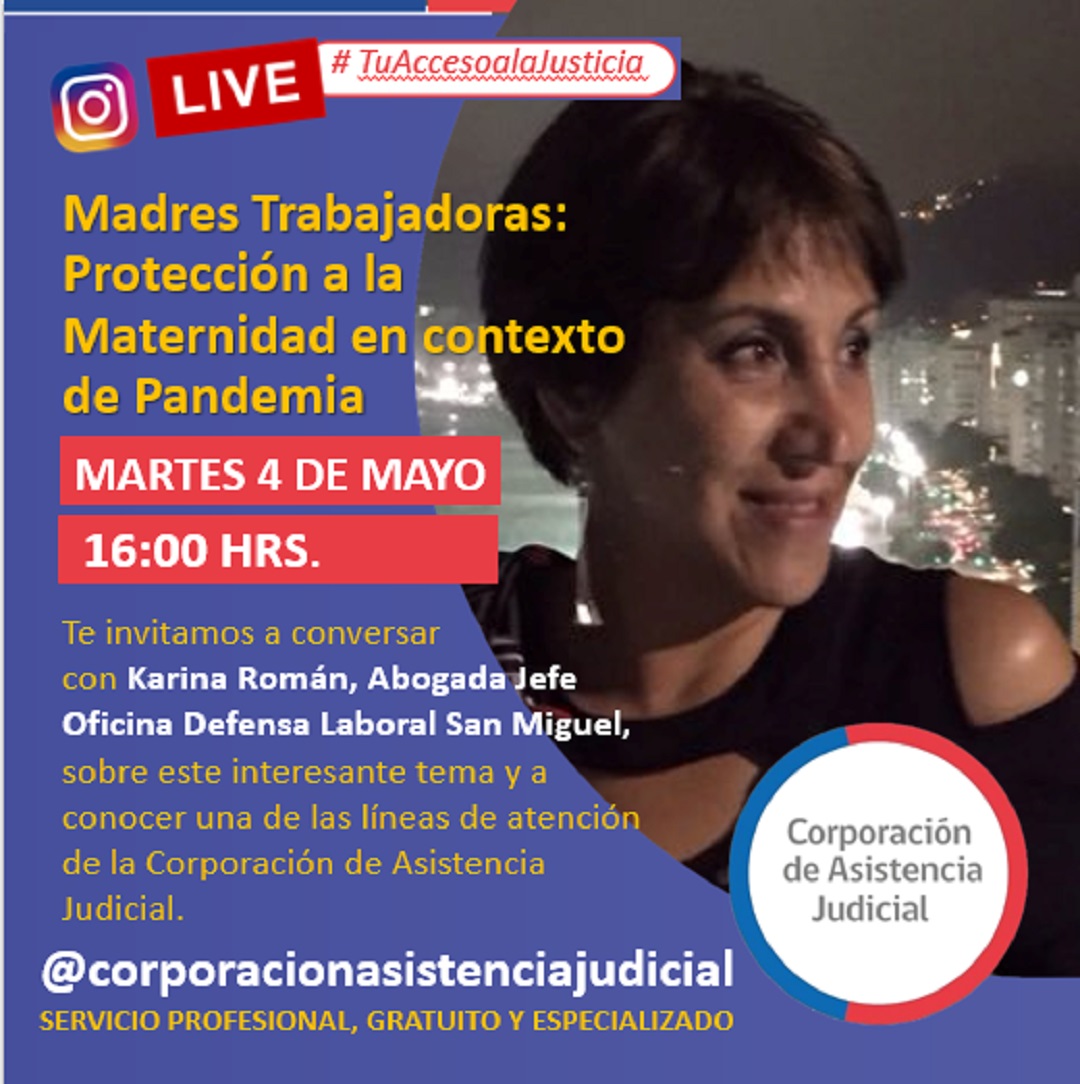 LIVE
# TuAccesoalaJusticia
Madres Trabajadoras:
Protección a la
Maternidad en contexto
de Pandemia
MARTES 4 DE MAYO
16:00 HRS.
Te invitamos a conversar
con Karina Román, Abogada Jefe
Oficina Defensa Laboral San Miguel,
sobre este interesante tema y a
conocer una de las líneas de atención
de la Corporación de Asistencia
Judicial.
Corporación
de Asistencia
Judicial
@corporacionasistenciajudicial
SERVICIO PROFESIONAL, GRATUITO Y ESPECIALIZADO